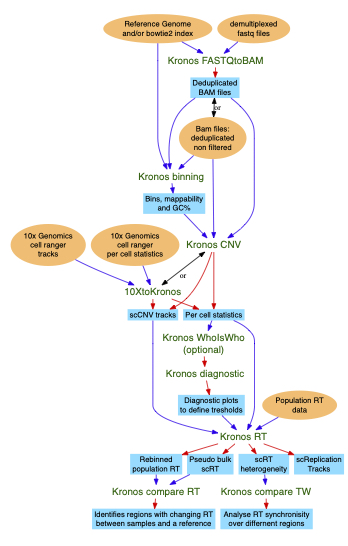 Reference Genome
and/or bowtie2 index
demultiplexed
fastq files
Kronos FASTQtoBAM
Deduplicated
BAM files
or
Bam files:
deduplicated
non filtered
Kronos binning
Bins, mappability
and GC%
10x Genomics
cell ranger
tracks
10x Genomics
cell ranger
per cell statistics
Kronos CNV
or
10XtoKronos
scCNV tracks
Per cell statistics
Kronos WhoIsWho
(optional)
Kronos diagnostic
Diagnostic plots
to define tresholds
Population RT
data
Kronos RT
Rebinned
population RT
Pseudo bulk
scRT
scRT
heterogeneity
scReplication
Tracks
Kronos compare RT
Kronos compare TW
Identifies regions with changing RT
between samples and a reference
Analyse RT synchronisity
over differnent regions